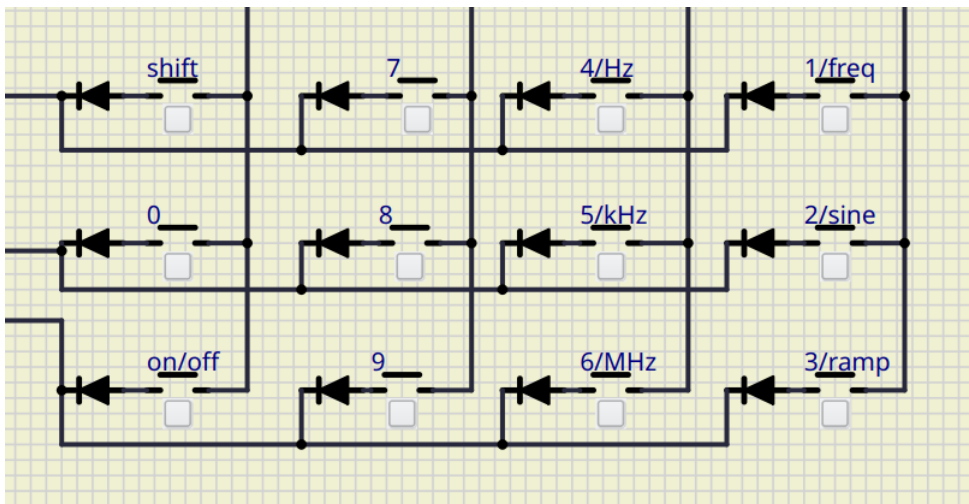 shift
7
4/Hz
1/freq
0
8
5/kHz
2/sine
on/off
9
6/MHz
3/ramp